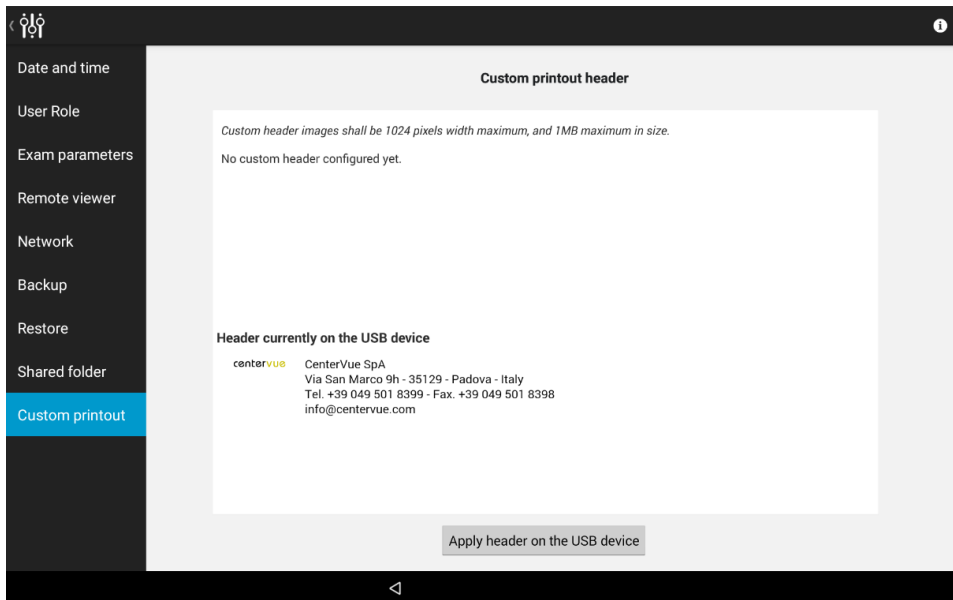 Date and time
User Role
Exam parameters
Remote viewer
Network
Backup
Restore
Shared folder
Custom printout
Custom printout header
Custom header images shall be 1024 pixels width maximum, and 1MB maximum in size.
No custom header configured yet.
Header currently on the USB device
centervue
CenterVue SpA
Via San Marco 9h - 35129 - Padova - Italy
Tel. +39 049 501 8399 - Fax. +39 049 501 8398
info@centervue.com
Apply header on the USB device